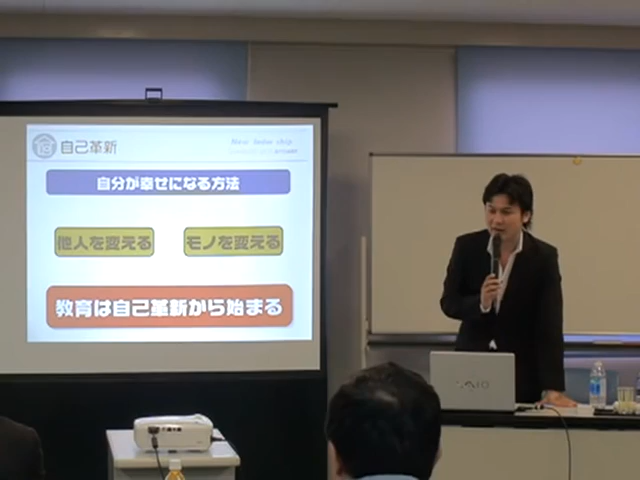 自己革新
自分が幸せになる方法
他人を変える
モノを変える
教育は自己革新から始まる
VAIO